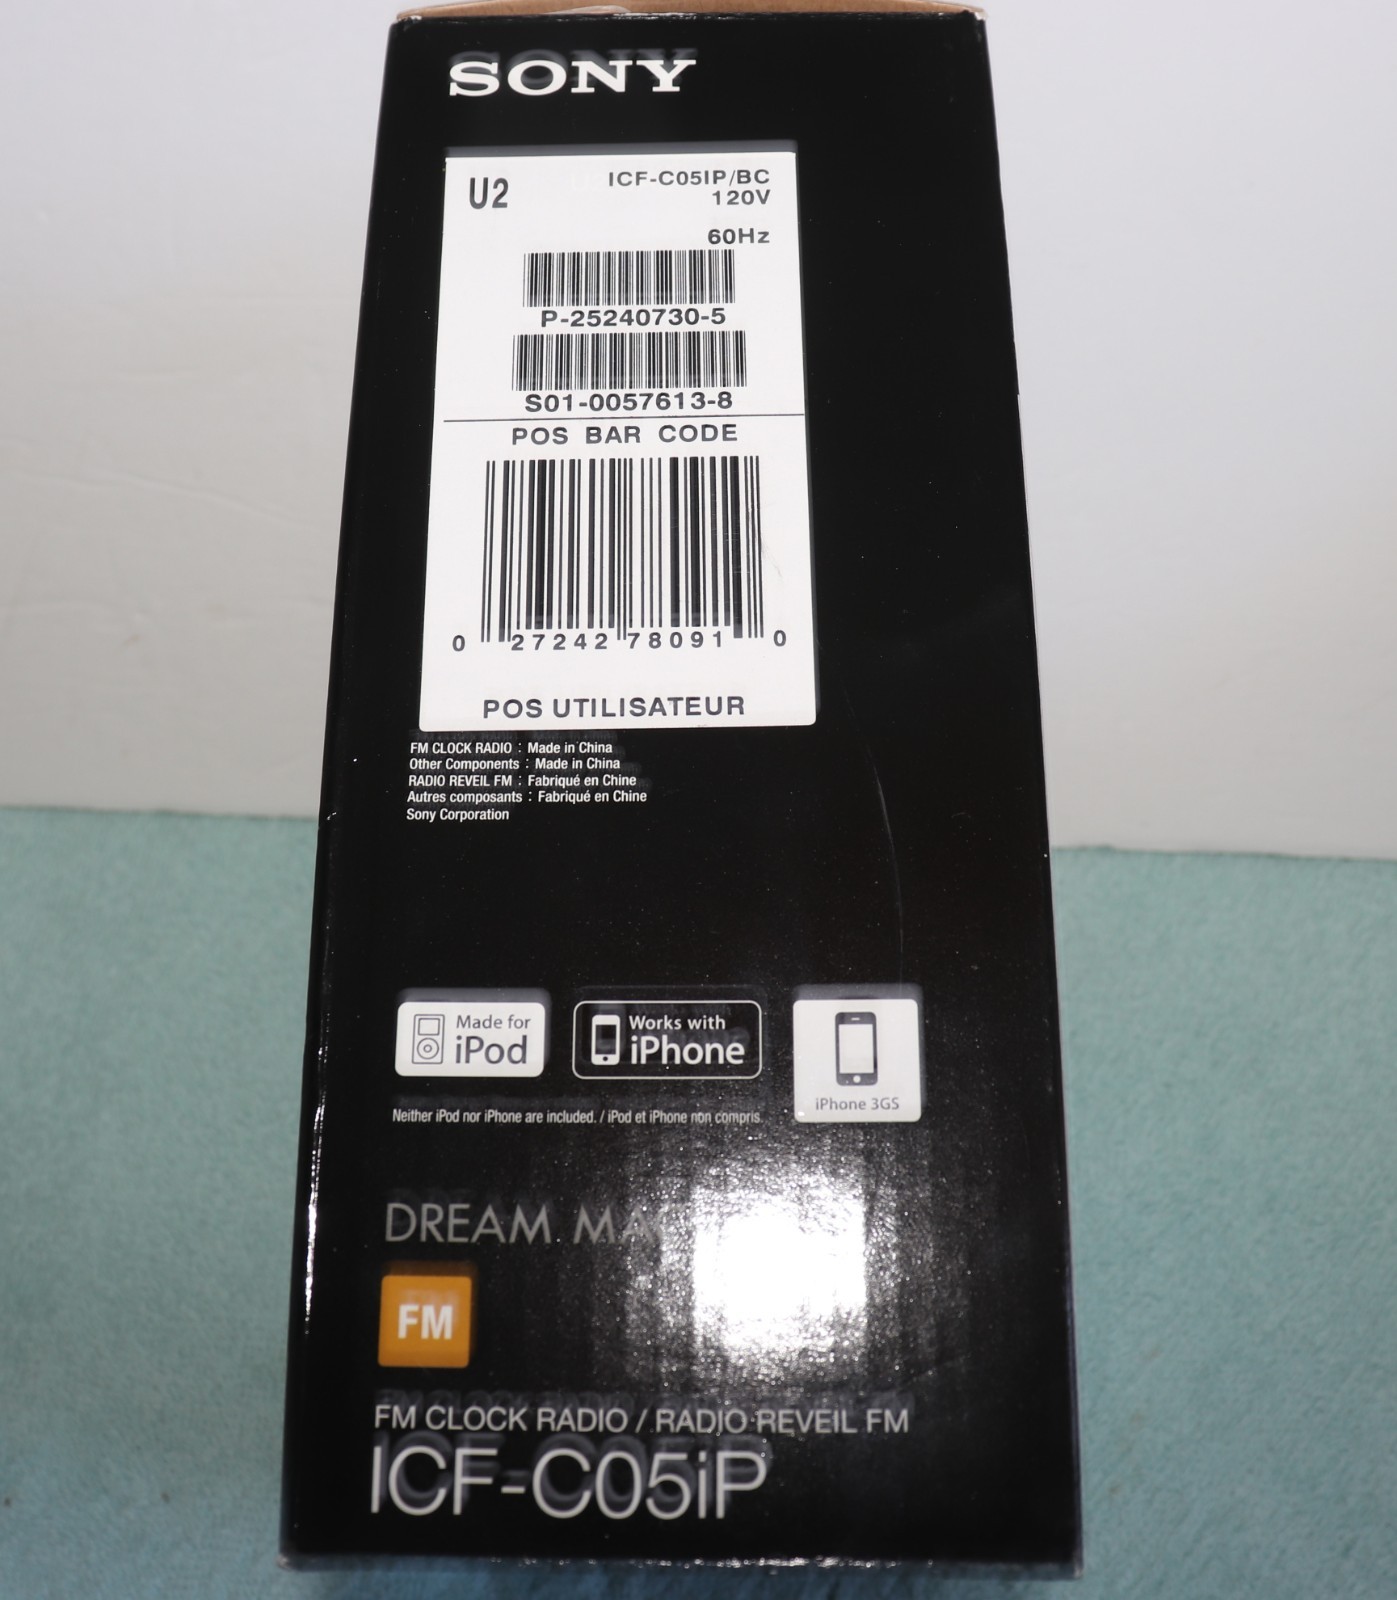 SONY
U2
ICF-C05IP/BC
120V
60Hz
P-25240730-5
S01-0057613-8
POS BAR CODE
0 27242 78091 0
POS UTILISATEUR
FM CLOCK RADIO : Made in China
Other Components : Made in China
RADIO REVEIL FM : Fabriqué en Chine
Autres composants : Fabriqué en Chine
Sony Corporation
Made for
iPod
Works with
iPhone
iPhone 3GS
Neither iPod nor iPhone are included. / iPod et iPhone non compris.
DREAM
FM
FM CLOCK RADIO / RADIO REVEIL FM
ICF-C05iP